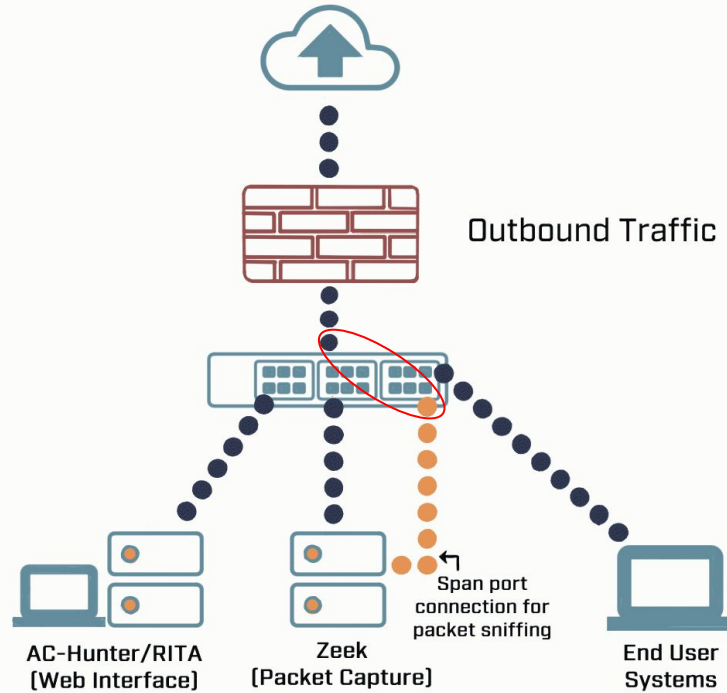 Outbound Traffic
Span port
connection for
packet sniffing
AC-Hunter/RITA
(Web Interface)
Zeek
(Packet Capture)
End User
Systems